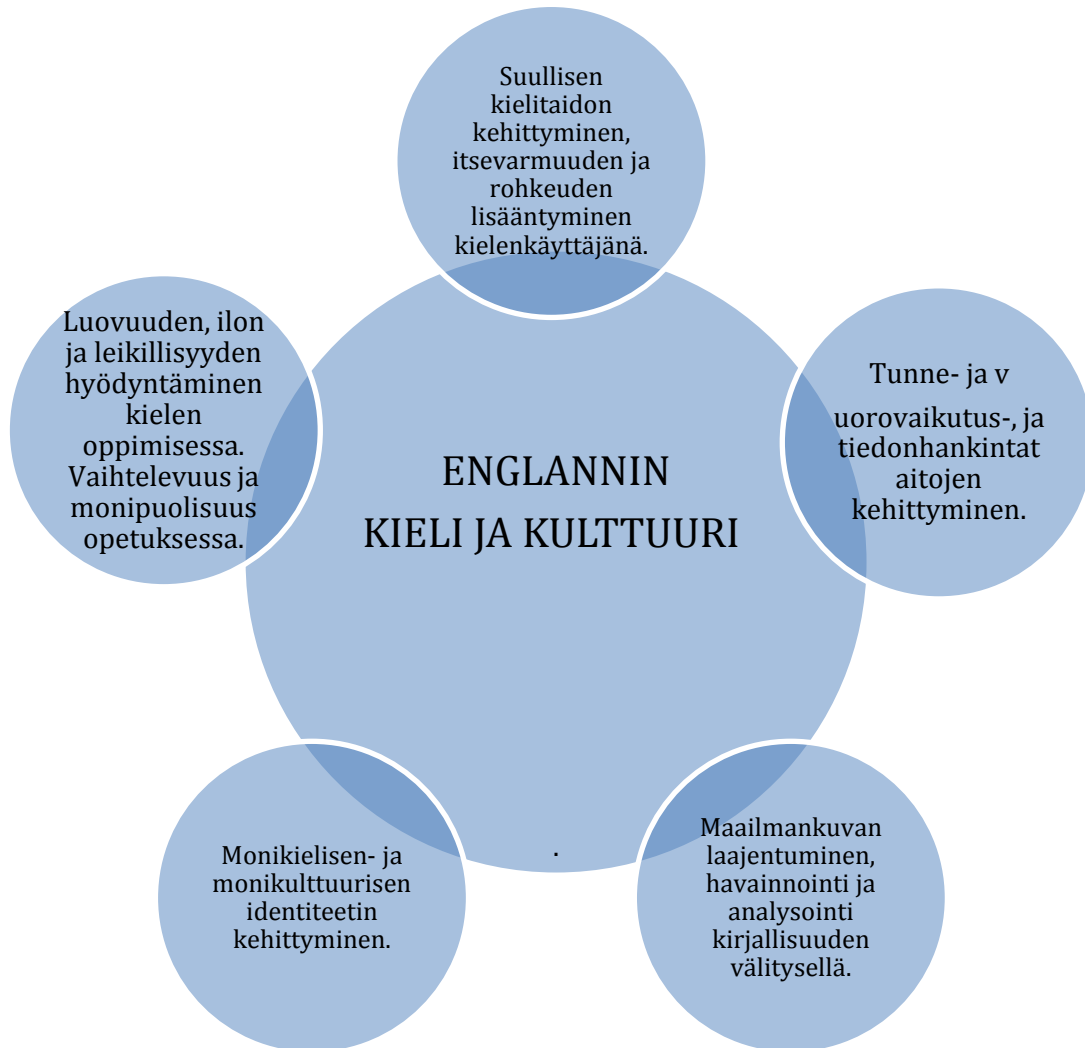 Suullisen
kielitaidon
kehittyminen,
itsevarmuuden ja
rohkeuden
lisääntyminen
kielenkäyttäjänä.
Luovuuden, ilon
ja leikillisyyden
hyödyntäminen
kielen
oppimisessa.
Vaihtelevuus ja
monipuolisuus
opetuksessa.
ENGLANNIN
KIELI JA KULTTUURI
Tunne- ja v
uorovaikutus-, ja
tiedonhankintat
aitojen
kehittyminen.
.
Monikielisen- ja
monikulttuurisen
identiteetin
kehittyminen.
Maailmankuvan
laajentuminen,
havainnointi ja
analysointi
kirjallisuuden
välitysellä.